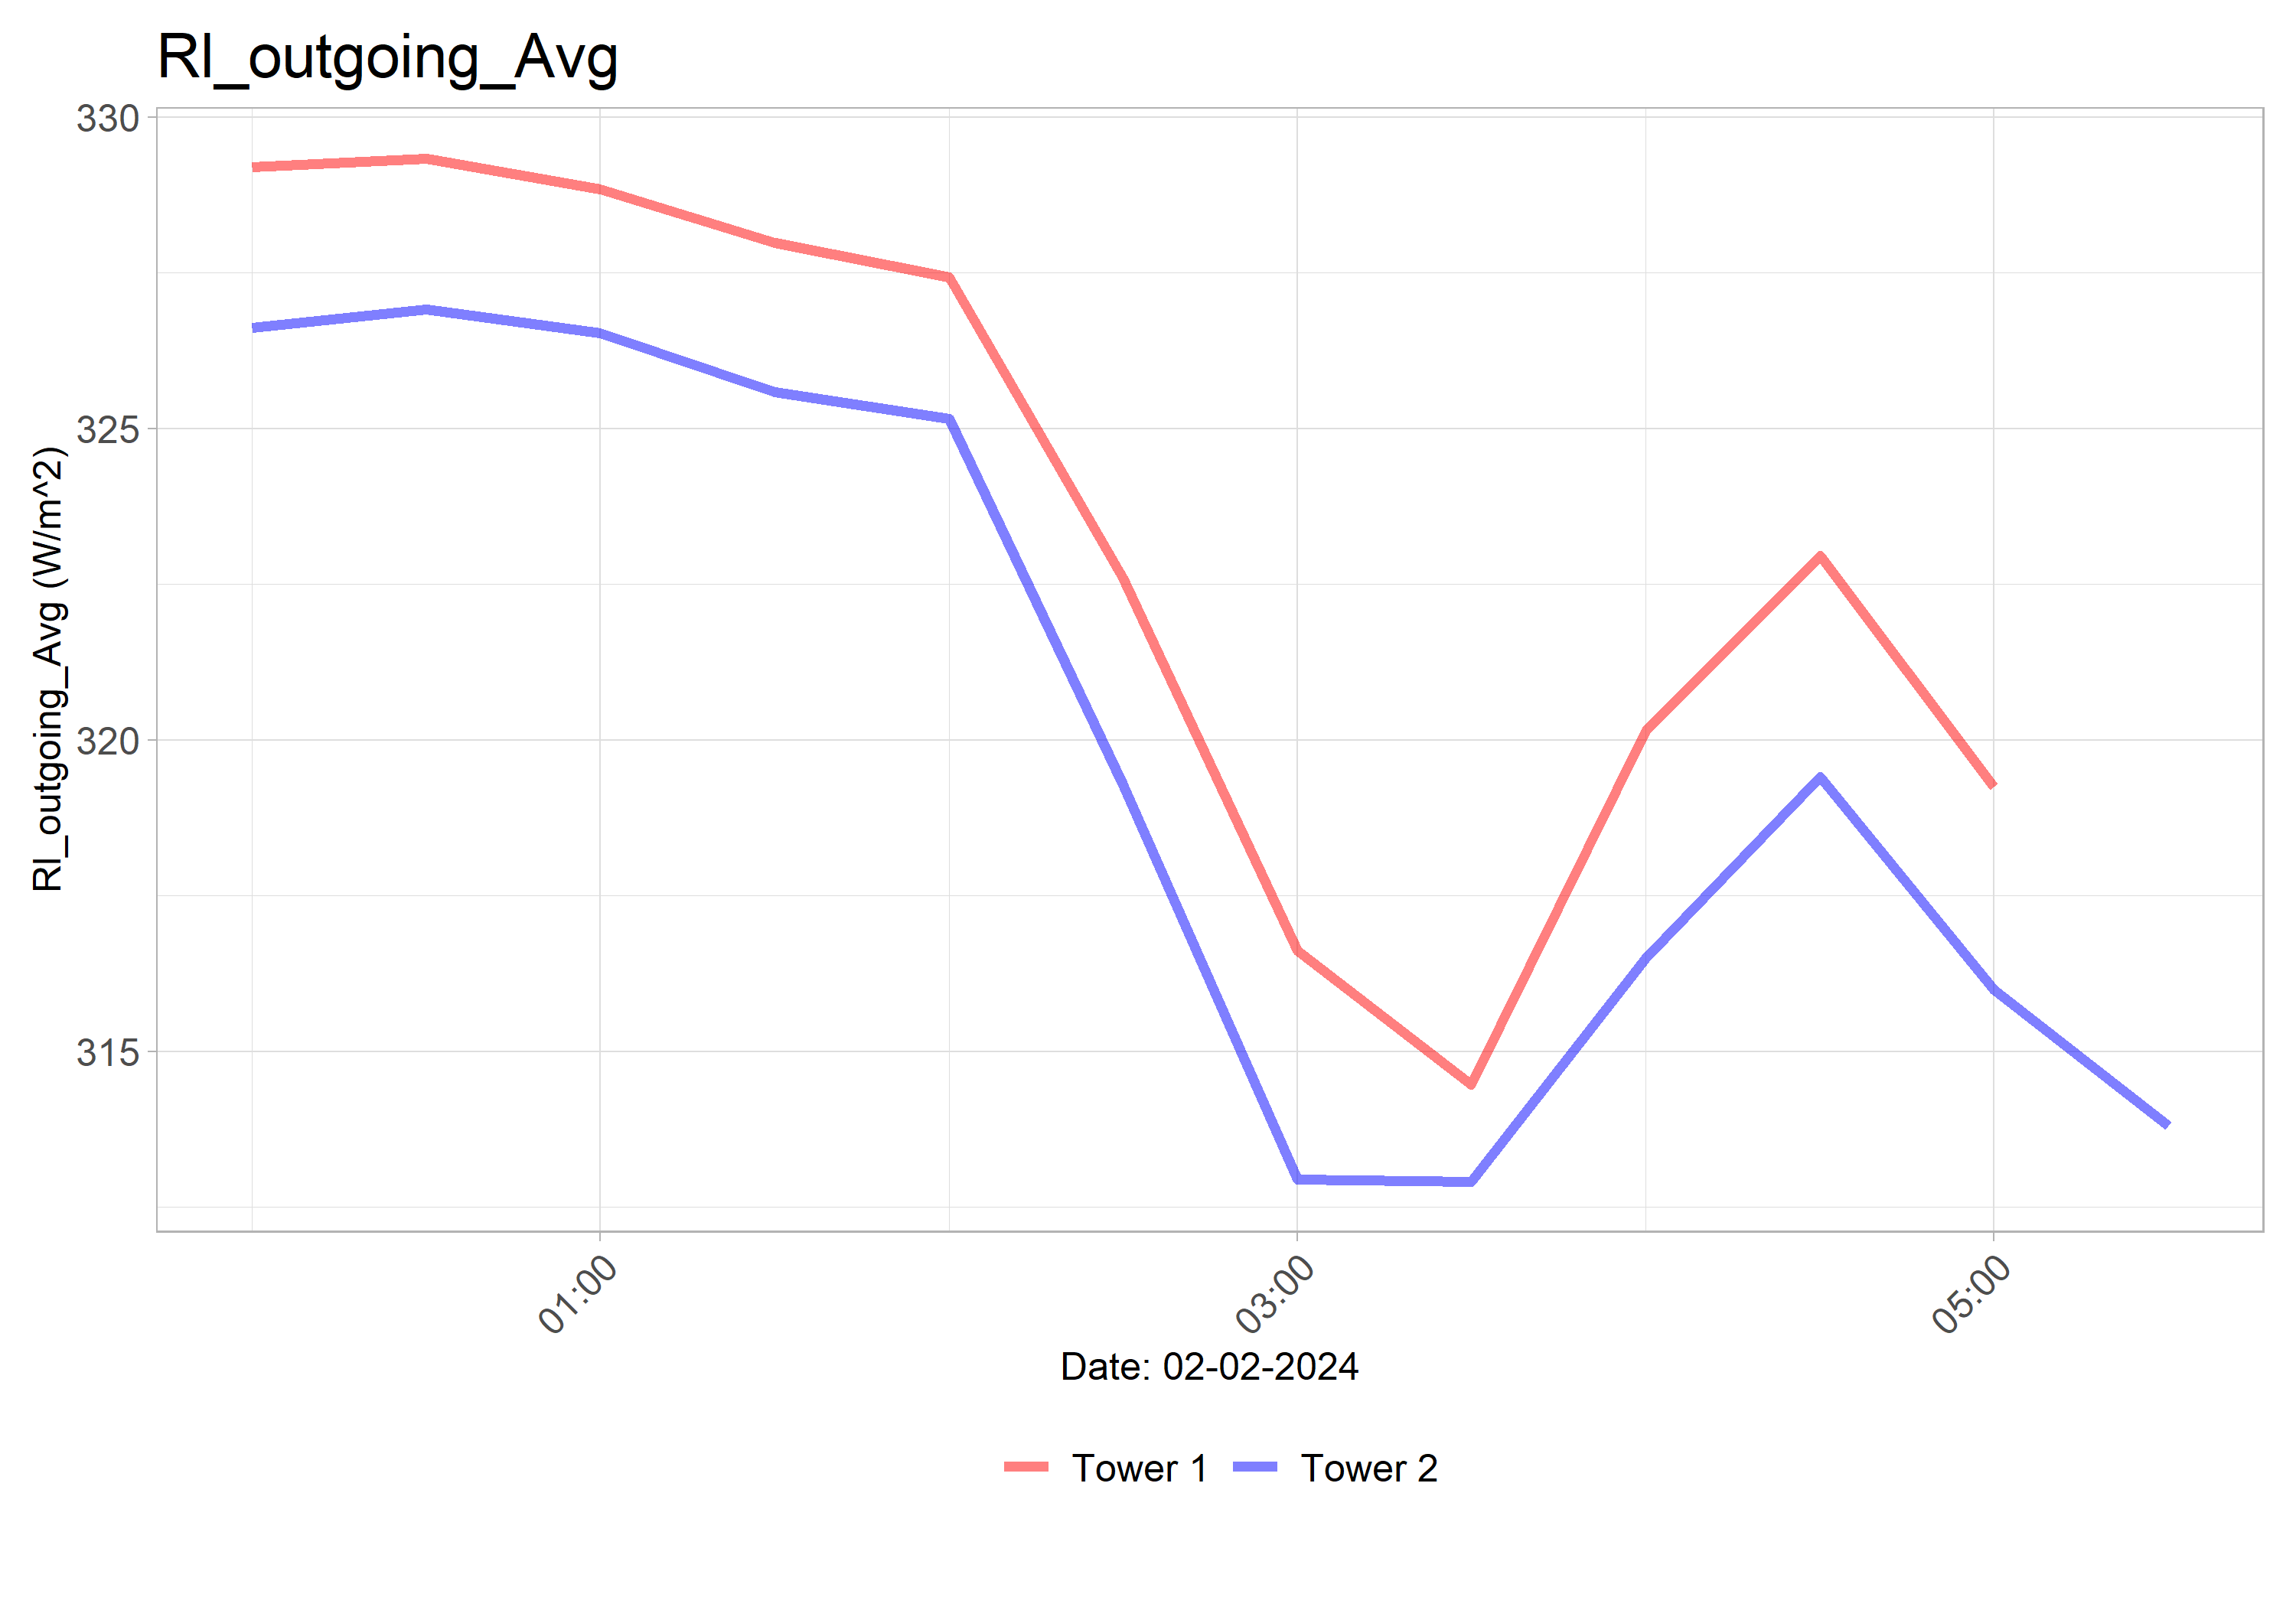 Rl_outgoing_Avg
Rl_outgoing_Avg (W/m^2)
330
325
320
315
01:00
03:00
05:00
Date: 02-02-2024
Tower 1
Tower 2